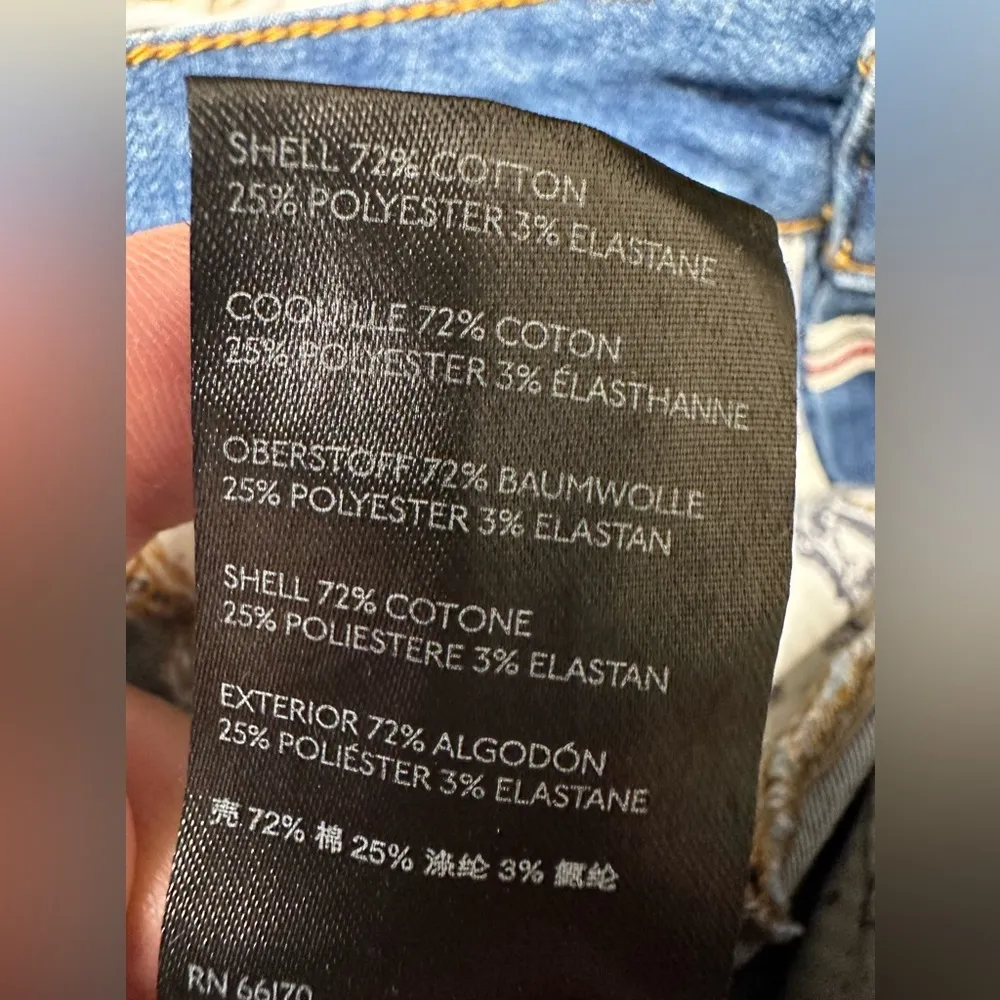 SHELL 72% COTTON
25% POLYESTER 3% ELASTANE
COQUILLE 72% COTON
25% POLYESTER 3% ÉLASTHANNE
OBERSTOFF 72% BAUMWOLLE
25% POLYESTER 3% ELASTAN
SHELL 72% COTONE
25% POLIESTERE 3% ELASTAN
EXTERIOR 72% ALGODÓN
25% POLIÉSTER 3% ELASTANE
壳 72% 棉 25% 涤纶 3% 氨纶
RN 66170